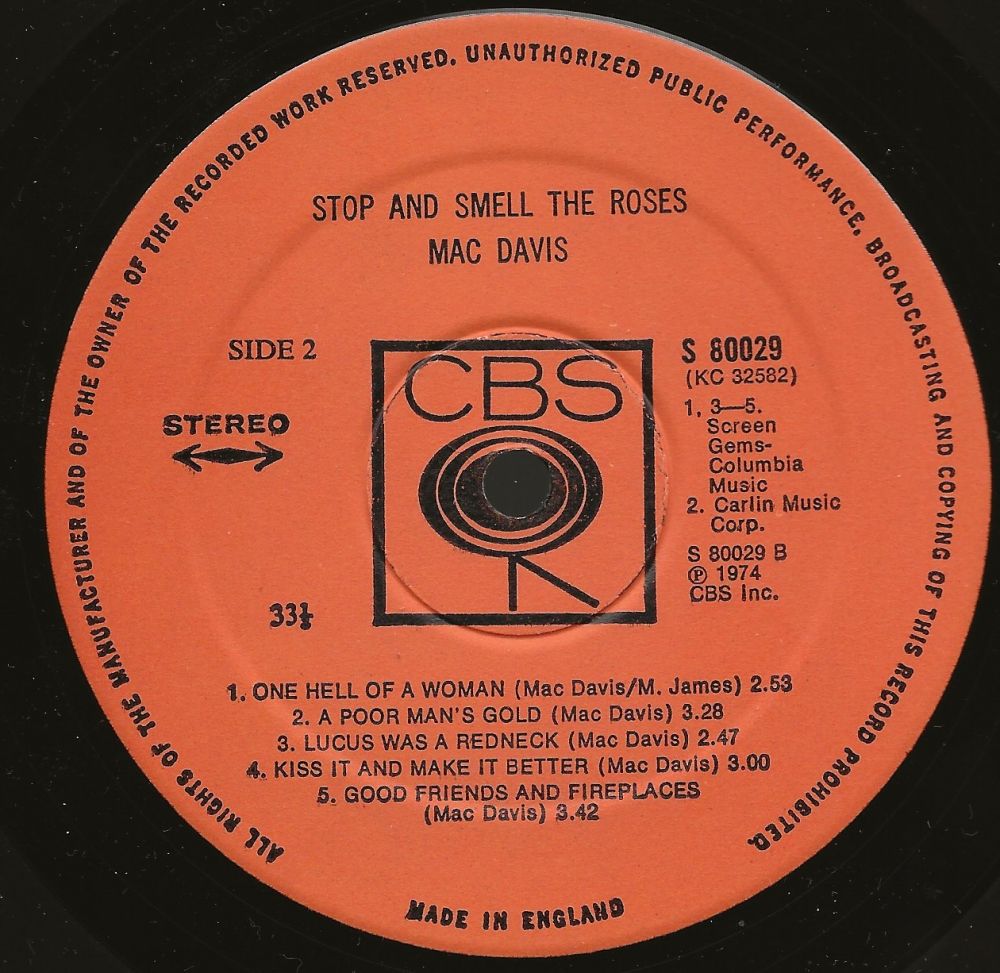 ALL RIGHTS OF THE MANUFACTURER AND OF THE OWNER OF THE RECORDED WORK RESERVED. UNAUTHORIZED PUBLIC PERFORMANCE, BROADCASTING AND COPYING OF THIS RECORD PROHIBITED.
STOP AND SMELL THE ROSES
MAC DAVIS
SIDE 2
STEREO
33⅓
CBS
S 80029
(KC 32582)
1, 3—5.
Screen
Gems-
Columbia
Music
2. Carlin Music
Corp.
S 80029 B
℗ 1974
CBS Inc.
1. ONE HELL OF A WOMAN (Mac Davis/M. James) 2.53
2. A POOR MAN'S GOLD (Mac Davis) 3.28
3. LUCUS WAS A REDNECK (Mac Davis) 2.47
4. KISS IT AND MAKE IT BETTER (Mac Davis) 3.00
5. GOOD FRIENDS AND FIREPLACES
(Mac Davis) 3.42
MADE IN ENGLAND